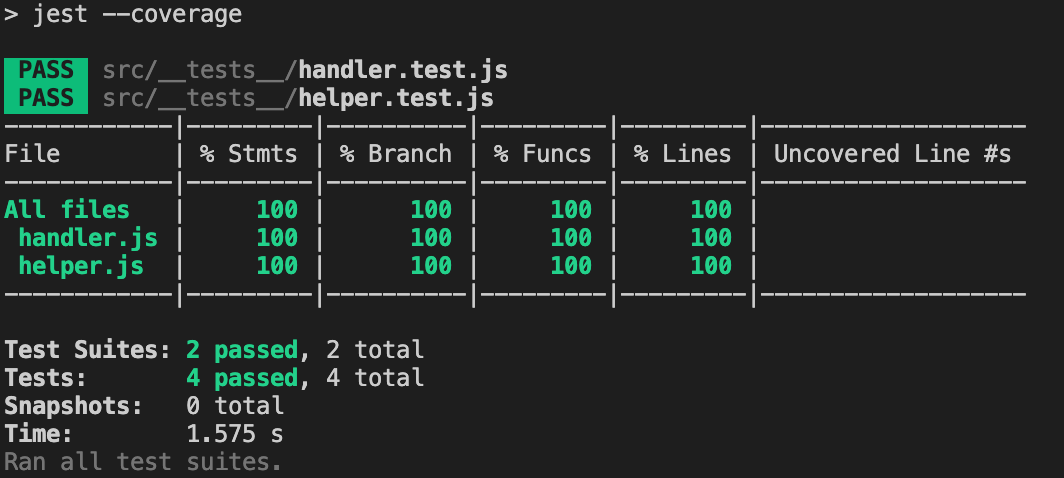 > jest --coverage
PASS src/__tests__/handler.test.js
PASS src/__tests__/helper.test.js
------------|---------|----------|---------|---------|-------------------
File        | % Stmts | % Branch | % Funcs | % Lines | Uncovered Line #s
------------|---------|----------|---------|---------|-------------------
All files   |     100 |      100 |     100 |     100 |
 handler.js |     100 |      100 |     100 |     100 |
 helper.js  |     100 |      100 |     100 |     100 |
------------|---------|----------|---------|---------|-------------------
Test Suites: 2 passed, 2 total
Tests:       4 passed, 4 total
Snapshots:   0 total
Time:        1.575 s
Ran all test suites.